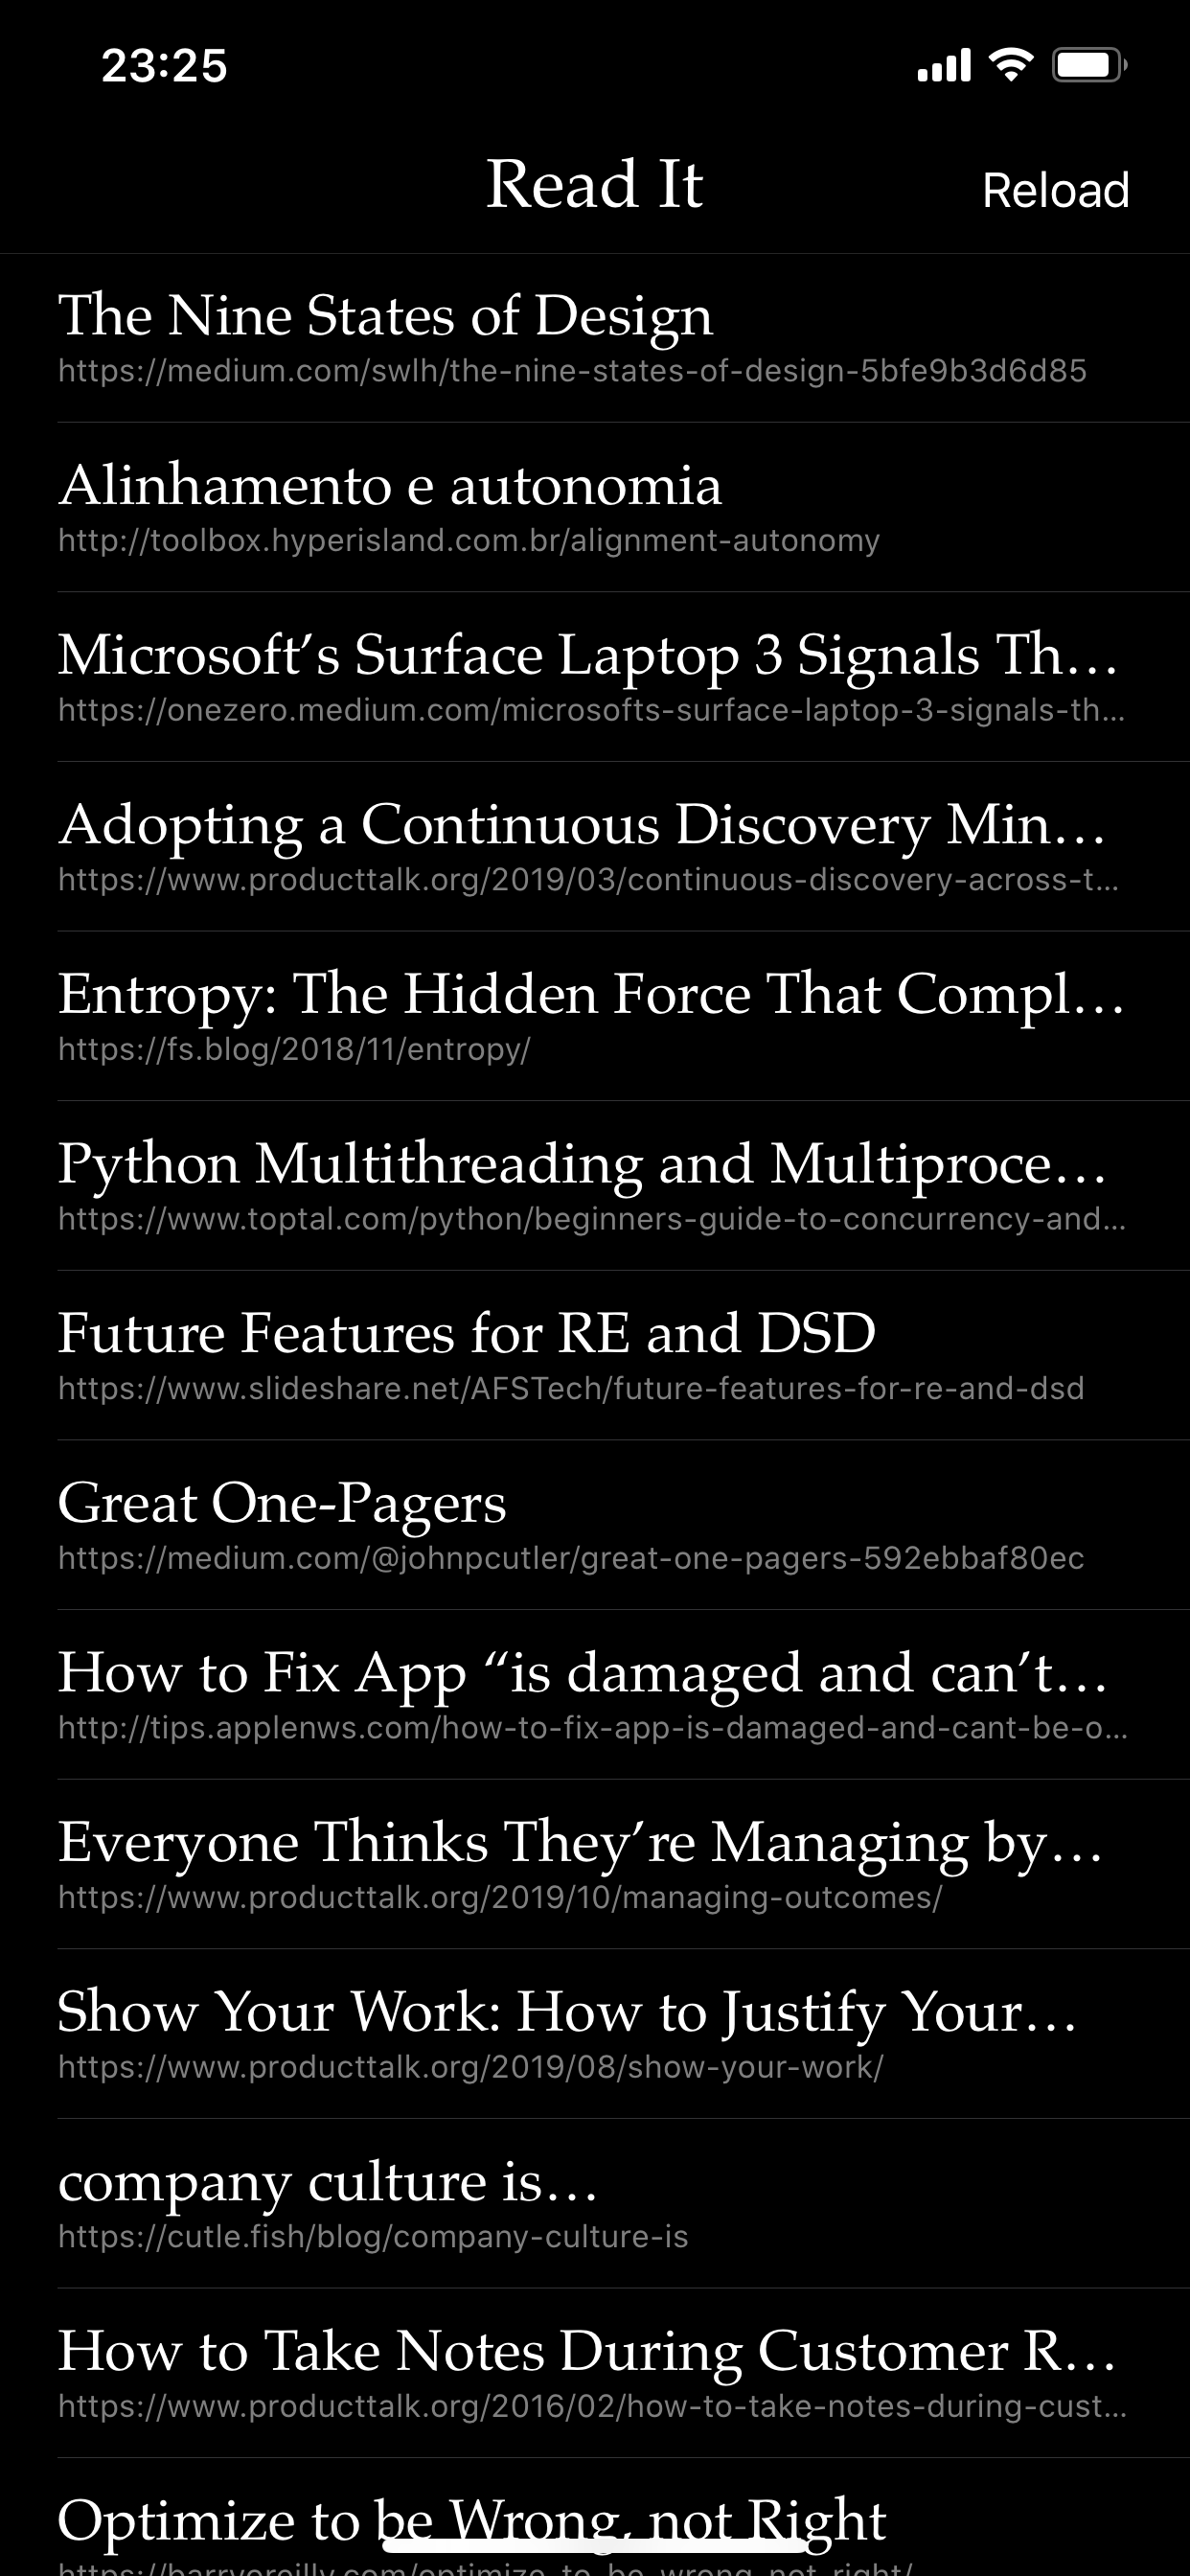 23:25
Read It
Reload
The Nine States of Design
https://medium.com/swlh/the-nine-states-of-design-5bfe9b3d6d85
Alinhamento e autonomia
http://toolbox.hyperisland.com.br/alignment-autonomy
Microsoft’s Surface Laptop 3 Signals Th…
https://onezero.medium.com/microsofts-surface-laptop-3-signals-th...
Adopting a Continuous Discovery Min…
https://www.producttalk.org/2019/03/continuous-discovery-across-t...
Entropy: The Hidden Force That Compl…
https://fs.blog/2018/11/entropy/
Python Multithreading and Multiproce…
https://www.toptal.com/python/beginners-guide-to-concurrency-and...
Future Features for RE and DSD
https://www.slideshare.net/AFSTech/future-features-for-re-and-dsd
Great One-Pagers
https://medium.com/@johnpcutler/great-one-pagers-592ebbaf80ec
How to Fix App “is damaged and can’t…
http://tips.applenws.com/how-to-fix-app-is-damaged-and-cant-be-o...
Everyone Thinks They’re Managing by…
https://www.producttalk.org/2019/10/managing-outcomes/
Show Your Work: How to Justify Your…
https://www.producttalk.org/2019/08/show-your-work/
company culture is…
https://cutle.fish/blog/company-culture-is
How to Take Notes During Customer R…
https://www.producttalk.org/2016/02/how-to-take-notes-during-cust...
Optimize to be Wrong, not Right
https://barryoreilly.com/optimize-to-be-wrong-not-right/